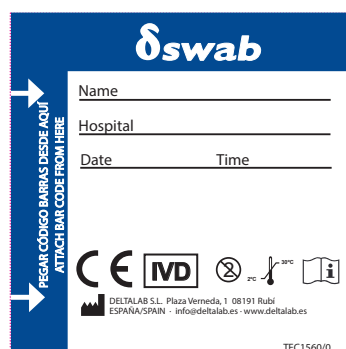 δswab
PEGAR CÓDIGO BARRAS DESDE AQUÍ
ATTACH BAR CODE FROM HERE
Name
Hospital
Date Time
CE IVD 2 2°C 30°C i
DELTALAB S.L. Plaza Verneda, 1 08191 Rubí
ESPAÑA/SPAIN · info@deltalab.es · www.deltalab.es
TEC1560/0